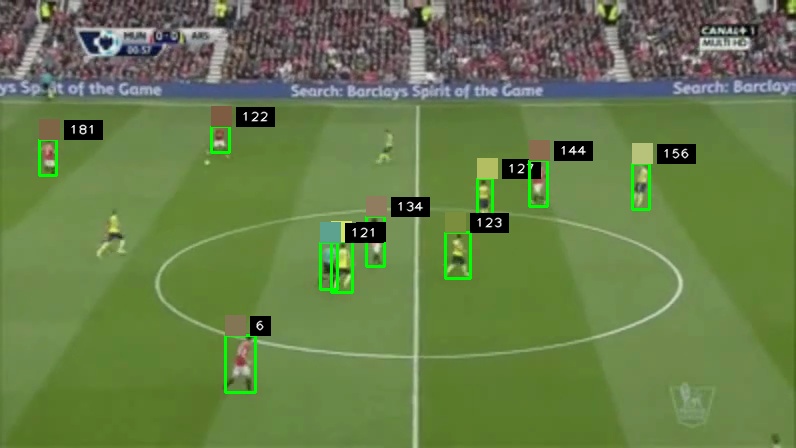 MUN 0-0 ARS
00:57
CANAL+ 1
MULTI HD
ys Spirit of the Game
Search: Barclays Spirit of the Game
Barclays Sp
181
122
144
156
127
134
123
121
6